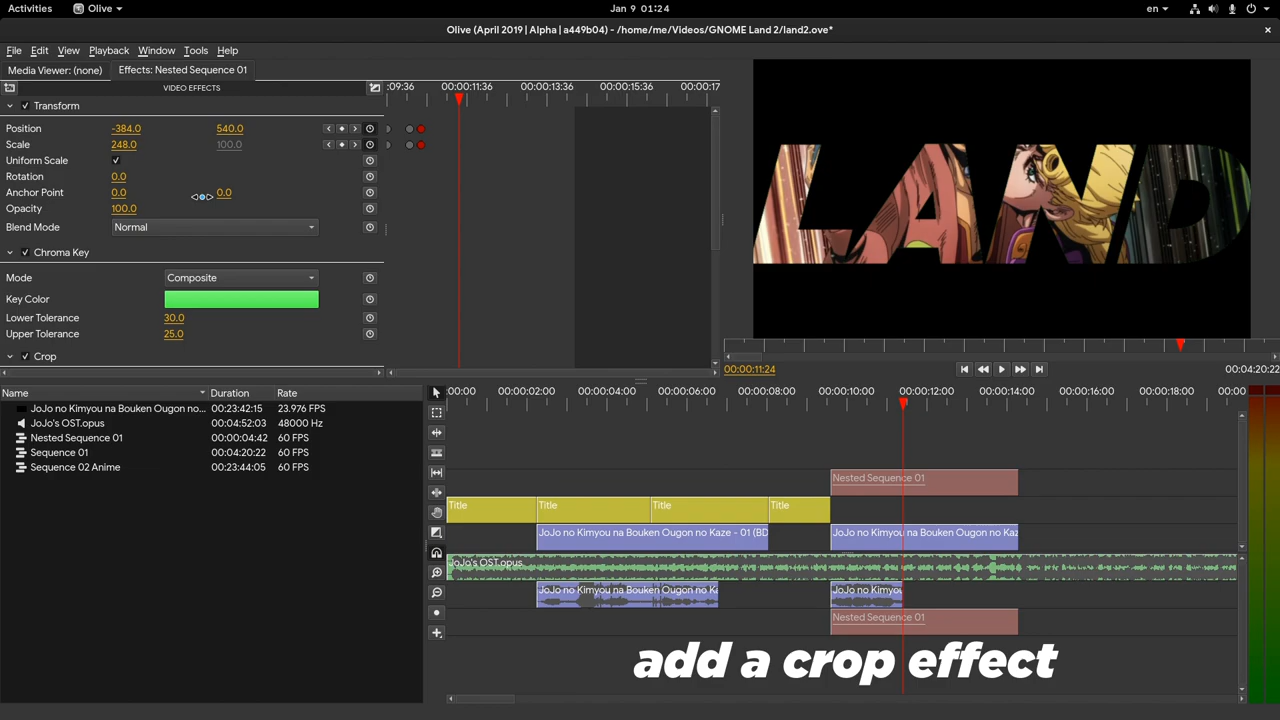 Activities Olive Jan 9 01:24 en
Olive (April 2019 | Alpha | a449b04) - /home/me/Videos/GNOME Land 2/land2.ove*
File Edit View Playback Window Tools Help
Media Viewer: (none) Effects: Nested Sequence 01
VIDEO EFFECTS
:09:36 00:00:11:36 00:00:13:36 00:00:15:36 00:00:17
Transform
Position -384.0 540.0
Scale 248.0 100.0
Uniform Scale
Rotation 0.0
Anchor Point 0.0 0.0
Opacity 100.0
Blend Mode Normal
Chroma Key
Mode Composite
Key Color
Lower Tolerance 30.0
Upper Tolerance 25.0
Crop
LAND
00:00:11:24 00:04:20:22
Name Duration Rate
JoJo no Kimyou na Bouken Ougon no... 00:23:42:15 23.976 FPS
JoJo's OST.opus 00:04:52:03 48000 Hz
Nested Sequence 01 00:00:04:42 60 FPS
Sequence 01 00:04:20:22 60 FPS
Sequence 02 Anime 00:23:44:05 60 FPS
:00:00 00:00:02:00 00:00:04:00 00:00:06:00 00:00:08:00 00:00:10:00 00:00:12:00 00:00:14:00 00:00:16:00 00:00:18:00 00:00
Nested Sequence 01
Title Title Title Title
JoJo no Kimyou na Bouken Ougon no Kaze - 01 (BD JoJo no Kimyou na Bouken Ougon no Kaz
JoJo's OST.opus
JoJo no Kimyou na Bouken Ougon no Ka JoJo no Kimyou
Nested Sequence 01
add a crop effect